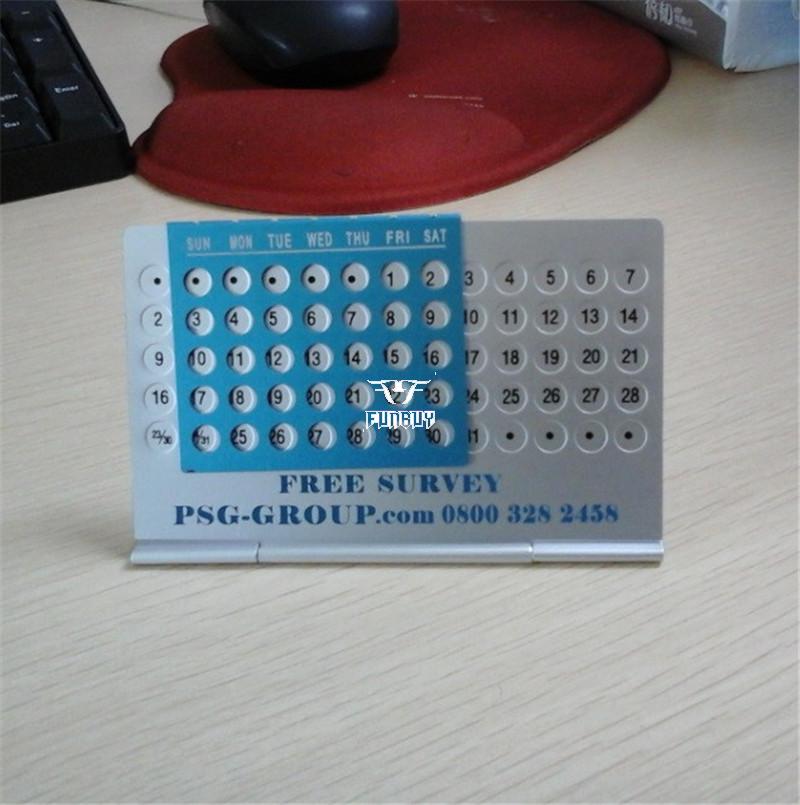 Enter
SUN MON TUE WED THU FRI SAT
• • • • • • 1 2 3 4 5 6 7
2 3 4 5 6 7 8 9 10 11 12 13 14
9 10 11 12 13 14 15 16 17 18 19 20 21
16 17 18 19 20 21 23 24 25 26 27 28
23/30 /31 25 26 27 28 29 30 31 • • • •
FUNBUY
FREE SURVEY
PSG-GROUP.com 0800 328 2458